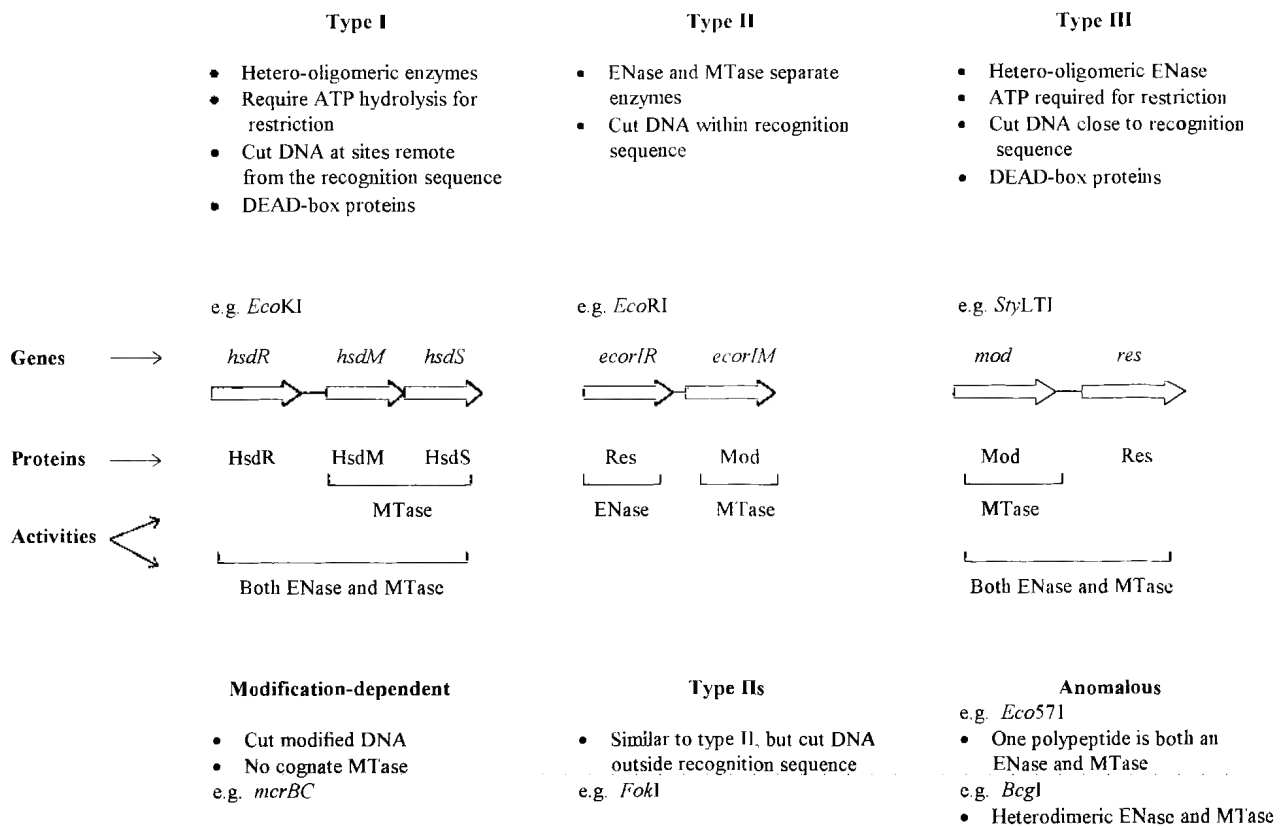 Type I
Hetero-oligomeric enzymes
Require ATP hydrolysis for
restriction
Cut DNA at sites remote
from the recognition sequence
DEAD-box proteins
Type II
ENase and MTase separate
enzymes
Cut DNA within recognition
sequence
Type III
Hetero-oligomeric ENase
ATP required for restriction
Cut DNA close to recognition
sequence
DEAD-box proteins
e.g. EcoKI
e.g. EcoRI
e.g. StyLTI
Genes
hsdR hsdM hsdS
ecorIR ecorIM
mod res
Proteins
HsdR HsdM HsdS
Res Mod
Mod Res
MTase
ENase MTase
MTase
Activities
Both ENase and MTase
Both ENase and MTase
Modification-dependent
Cut modified DNA
No cognate MTase
e.g. mcrBC
Type IIs
Similar to type II, but cut DNA
outside recognition sequence
e.g. FokI
Anomalous
e.g. Eco571
One polypeptide is both an
ENase and MTase
e.g. BcgI
Heterodimeric ENase and MTase